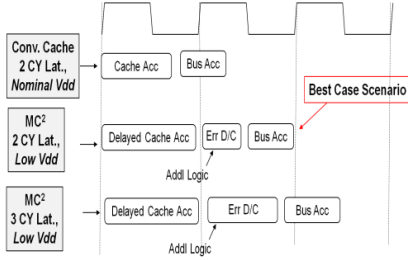 Conv. Cache
2 CY Lat.,
Nominal Vdd
Cache Acc
Bus Acc
Best Case Scenario
MC²
2 CY Lat.,
Low Vdd
Delayed Cache Acc
Err D/C
Bus Acc
Addl Logic
MC²
3 CY Lat.,
Low Vdd
Delayed Cache Acc
Err D/C
Bus Acc
Addl Logic